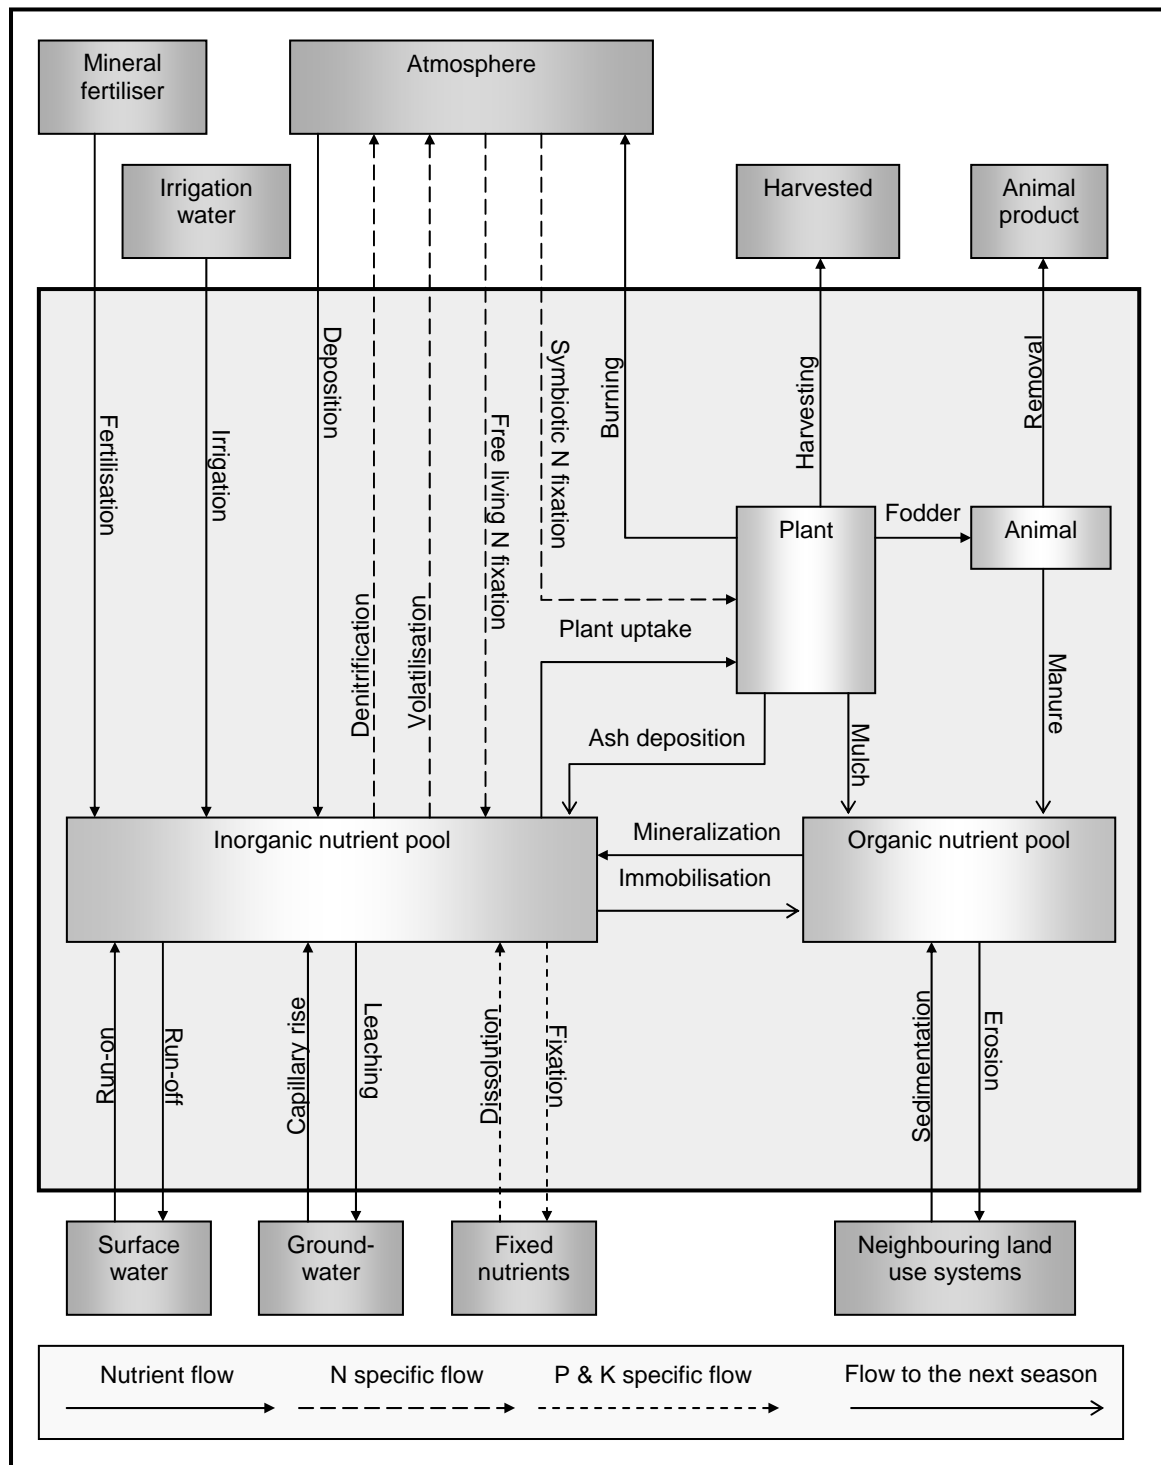 Mineral
fertiliser
Atmosphere
Irrigation
water
Harvested
Animal
product
Fertilisation
Irrigation
Deposition
Denitrification
Volatilisation
Free living N fixation
Symbiotic N fixation
Burning
Harvesting
Removal
Plant
Fodder
Animal
Plant uptake
Ash deposition
Mulch
Manure
Inorganic nutrient pool
Mineralization
Immobilisation
Organic nutrient pool
Run-on
Run-off
Capillary rise
Leaching
Dissolution
Fixation
Sedimentation
Erosion
Surface
water
Ground-
water
Fixed
nutrients
Neighbouring land
use systems
Nutrient flow
N specific flow
P & K specific flow
Flow to the next season